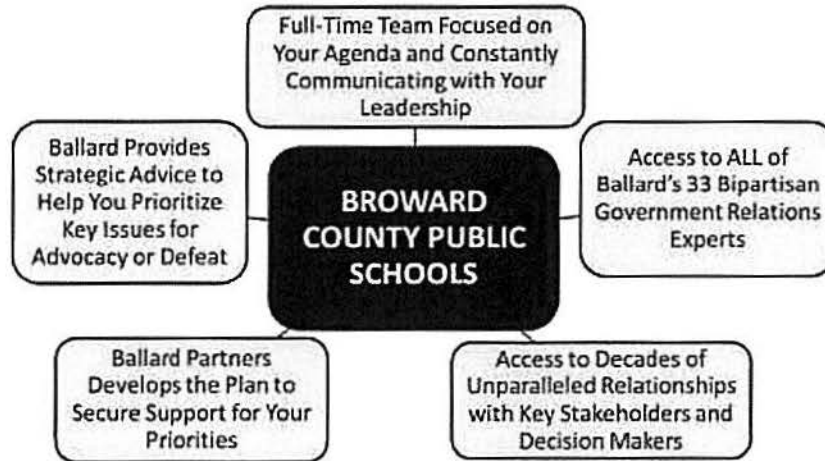 Full-Time Team Focused on
Your Agenda and Constantly
Communicating with Your
Leadership
Ballard Provides
Strategic Advice to
Help You Prioritize
Key Issues for
Advocacy or Defeat
BROWARD
COUNTY PUBLIC
SCHOOLS
Access to ALL of
Ballard's 33 Bipartisan
Government Relations
Experts
Ballard Partners
Develops the Plan to
Secure Support for Your
Priorities
Access to Decades of
Unparalleled Relationships
with Key Stakeholders and
Decision Makers